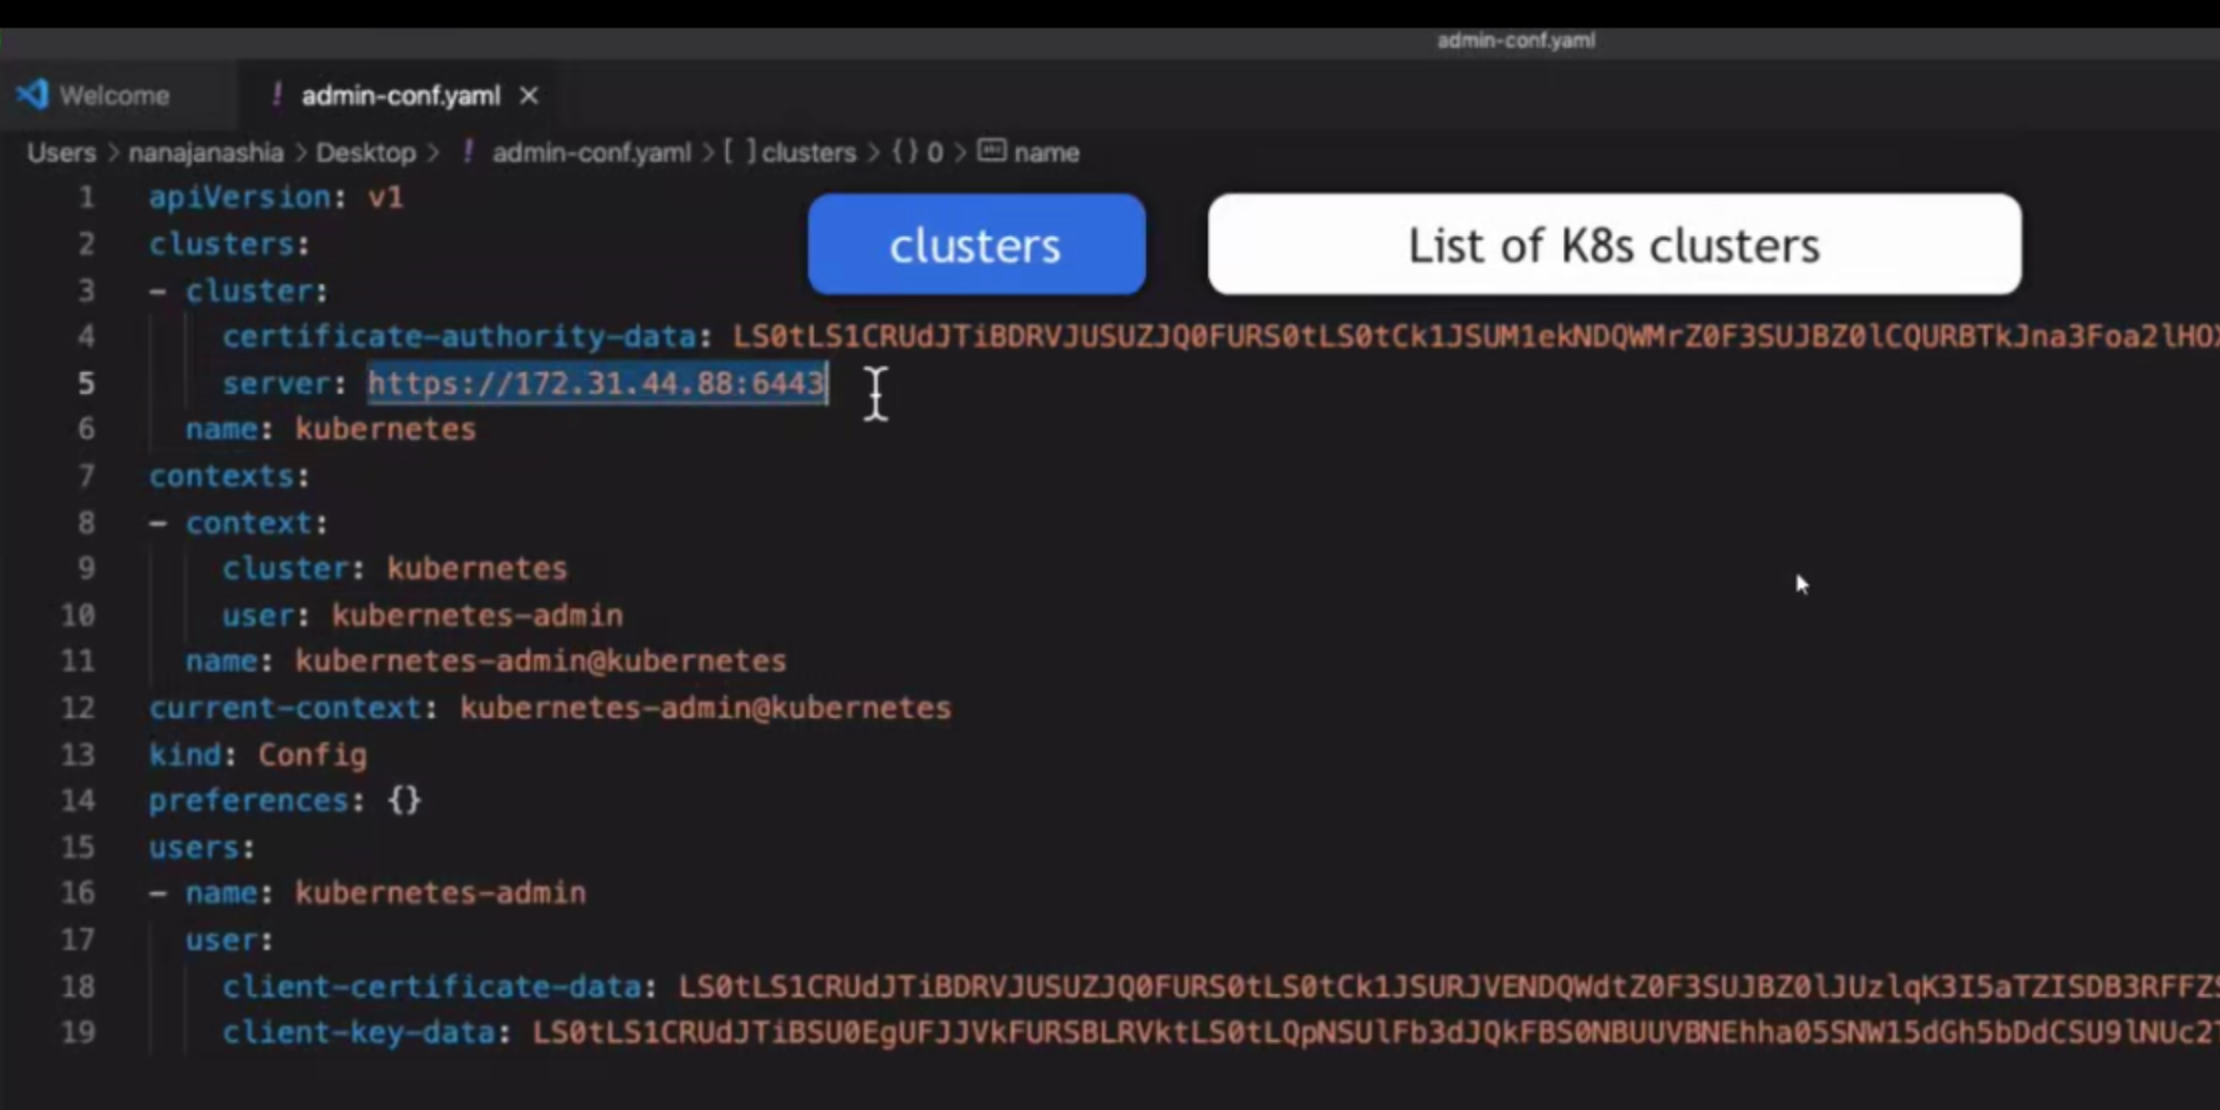 admin-conf.yaml
Welcome
! admin-conf.yaml ×
Users > nanajanashia > Desktop > ! admin-conf.yaml > [ ] clusters > {} 0 > abc name
1 apiVersion: v1
2 clusters:
clusters
List of K8s clusters
3 - cluster:
4 certificate-authority-data: LS0tLS1CRUdJTiBDRVJUSUZJQ0FURS0tLS0tCk1JSUM1ekNDQWMrZ0F3SUJBZ0lCQURBTkJna3Foa2lHOX
5 server: https://172.31.44.88:6443
6 name: kubernetes
7 contexts:
8 - context:
9 cluster: kubernetes
10 user: kubernetes-admin
11 name: kubernetes-admin@kubernetes
12 current-context: kubernetes-admin@kubernetes
13 kind: Config
14 preferences: {}
15 users:
16 - name: kubernetes-admin
17 user:
18 client-certificate-data: LS0tLS1CRUdJTiBDRVJUSUZJQ0FURS0tLS0tCk1JSURJVENDQWdtZ0F3SUJBZ0lJUzlqK3I5aTZISDB3RFFZS
19 client-key-data: LS0tLS1CRUdJTiBSU0EgUFJJVkFURSBLRVktLS0tLQpNSUlFb3dJQkFBS0NBUUVBNEhha05SNW15dGh5bDdCSU9lNUc2